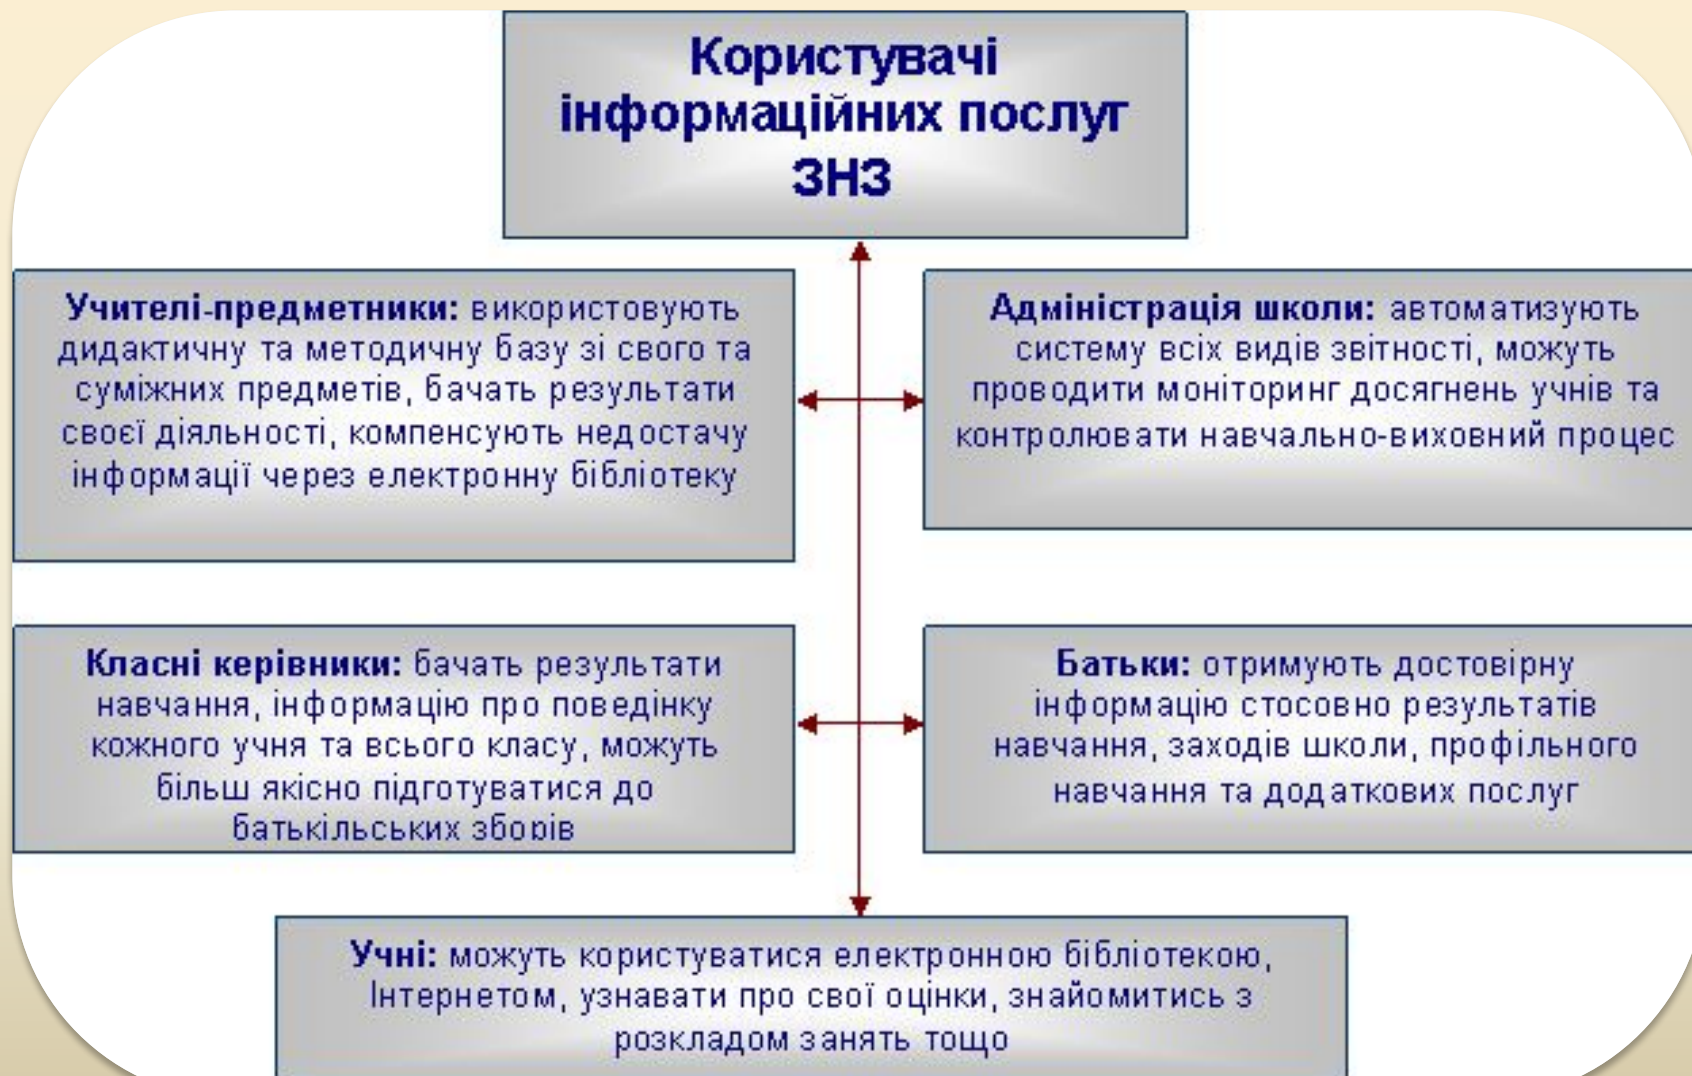 Користувачі
інформаційних послуг
ЗНЗ
Учителі-предметники: використовують
дидактичну та методичну базу зі свого та
суміжних предметів, бачать результати
своєї діяльності, компенсують недостачу
інформації через електронну бібліотеку
Адміністрація школи: автоматизують
систему всіх видів звітності, можуть
проводити моніторинг досягнень учнів та
контролювати навчально-виховний процес
Класні керівники: бачать результати
навчання, інформацію про поведінку
кожного учня та всього класу, можуть
більш якісно підготуватися до
батькільських зборів
Батьки: отримують достовірну
інформацію стосовно результатів
навчання, заходів школи, профільного
навчання та додаткових послуг
Учні: можуть користуватися електронною бібліотекою,
Інтернетом, узнавати про свої оцінки, знайомитись з
розкладом занять тощо